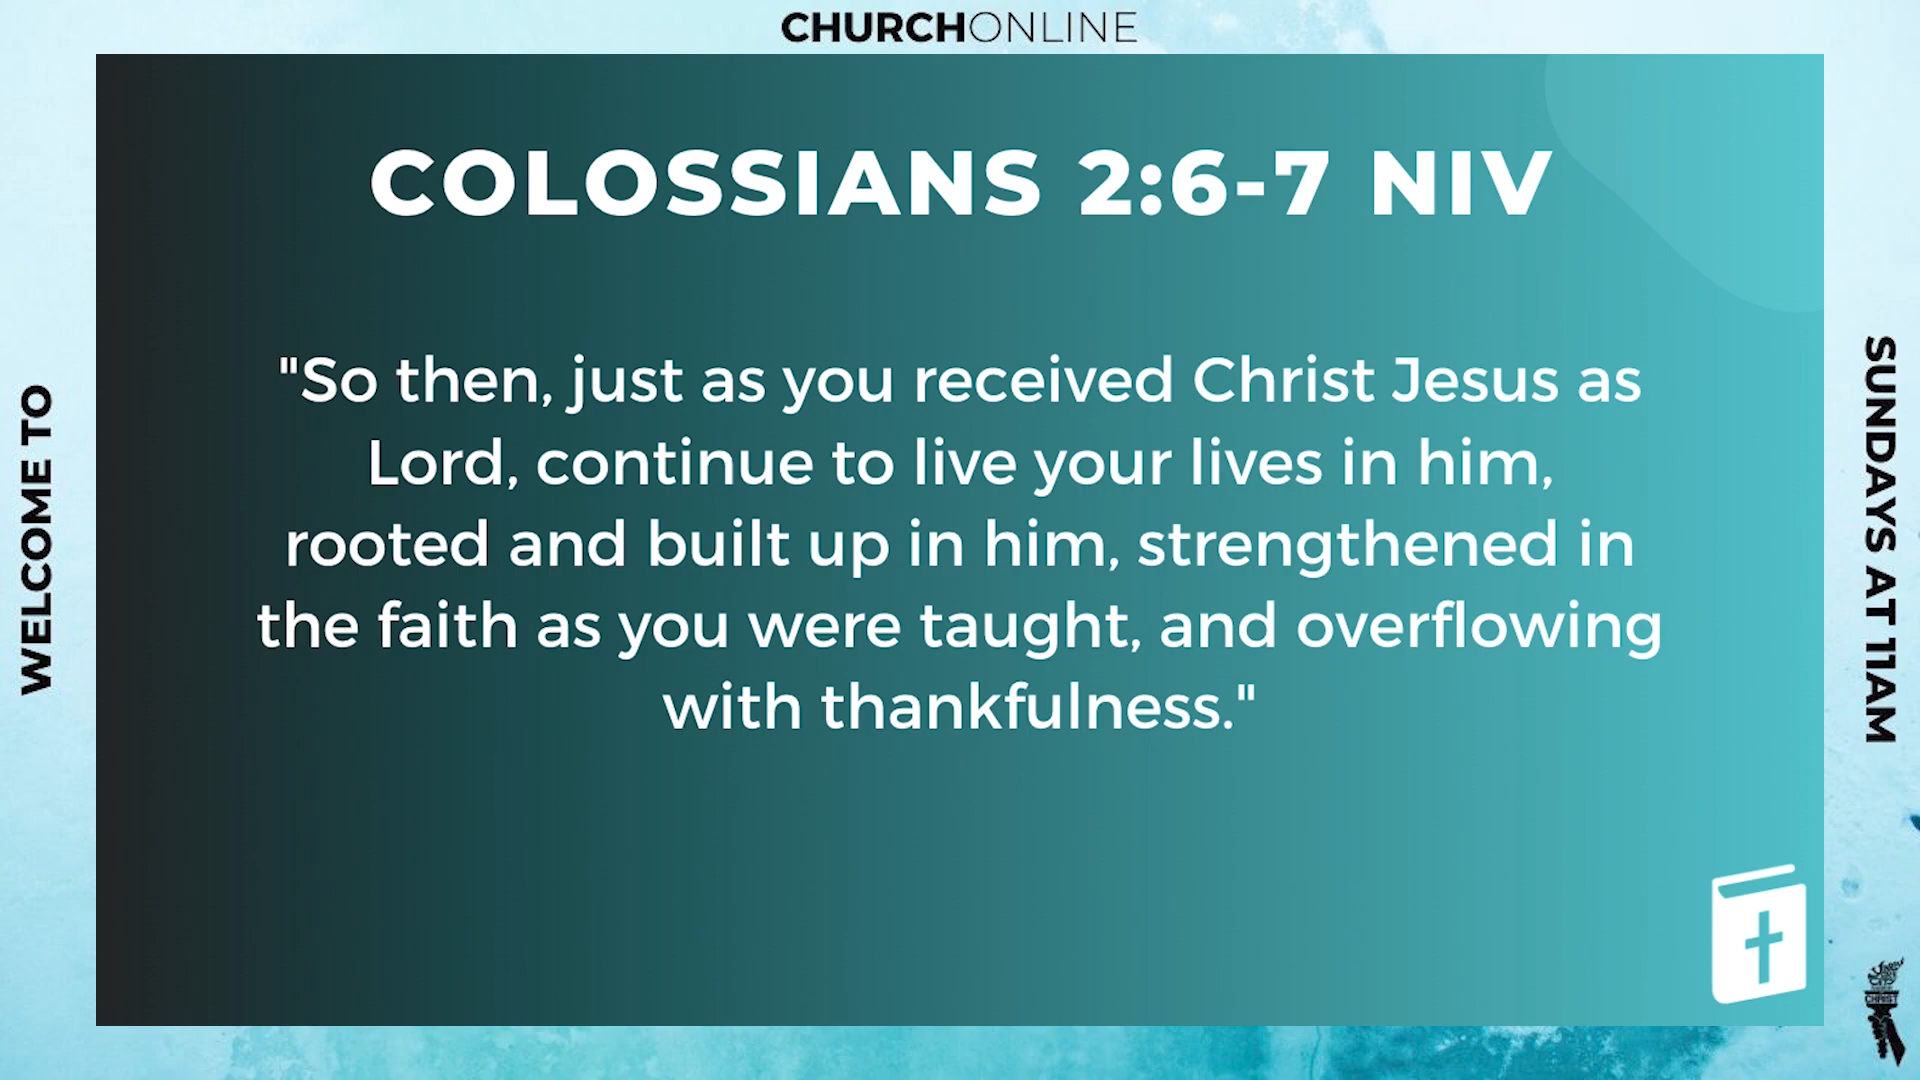 CHURCHONLINE
WELCOME TO
COLOSSIANS 2:6-7 NIV
"So then, just as you received Christ Jesus as
Lord, continue to live your lives in him,
rooted and built up in him, strengthened in
the faith as you were taught, and overflowing
with thankfulness."
SUNDAYS AT 11AM
CHRIST